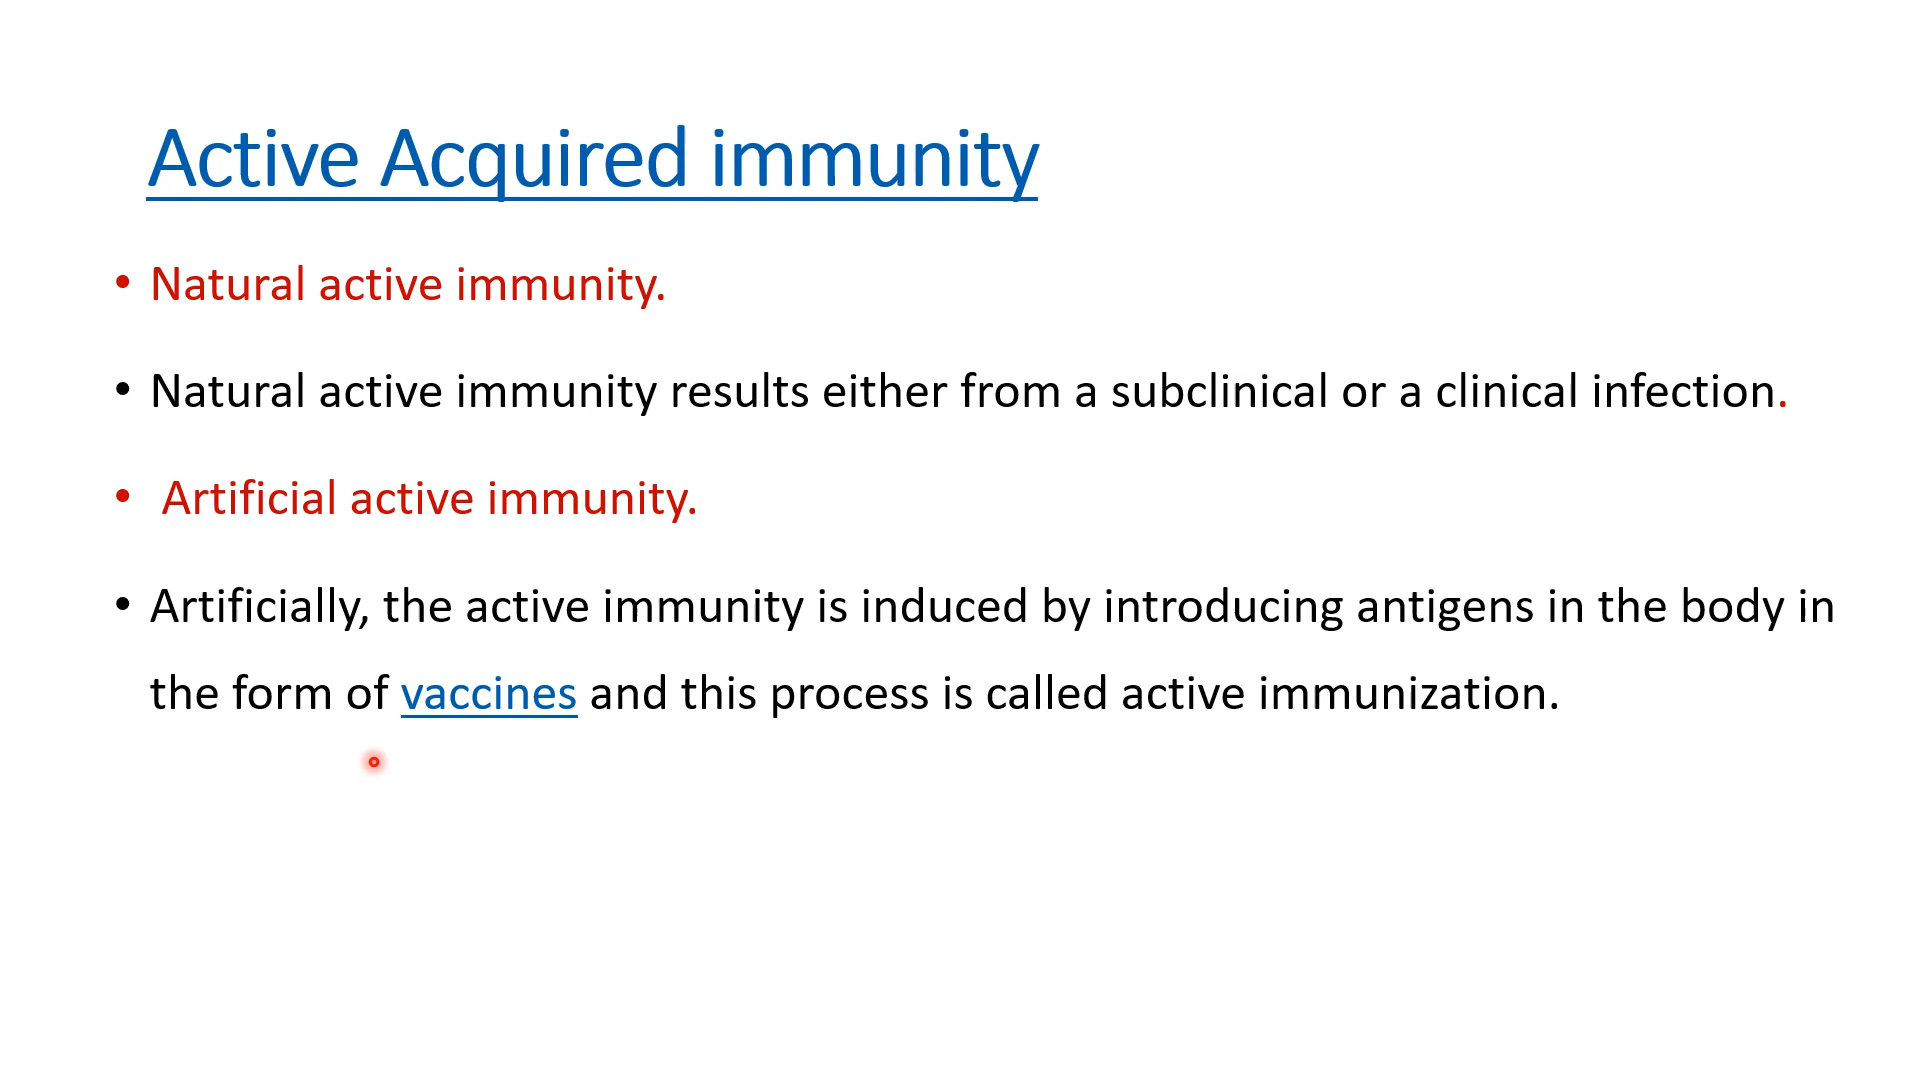 Active Acquired immunity
• Natural active immunity.
• Natural active immunity results either from a subclinical or a clinical infection.
• Artificial active immunity.
• Artificially, the active immunity is induced by introducing antigens in the body in
the form of vaccines and this process is called active immunization.